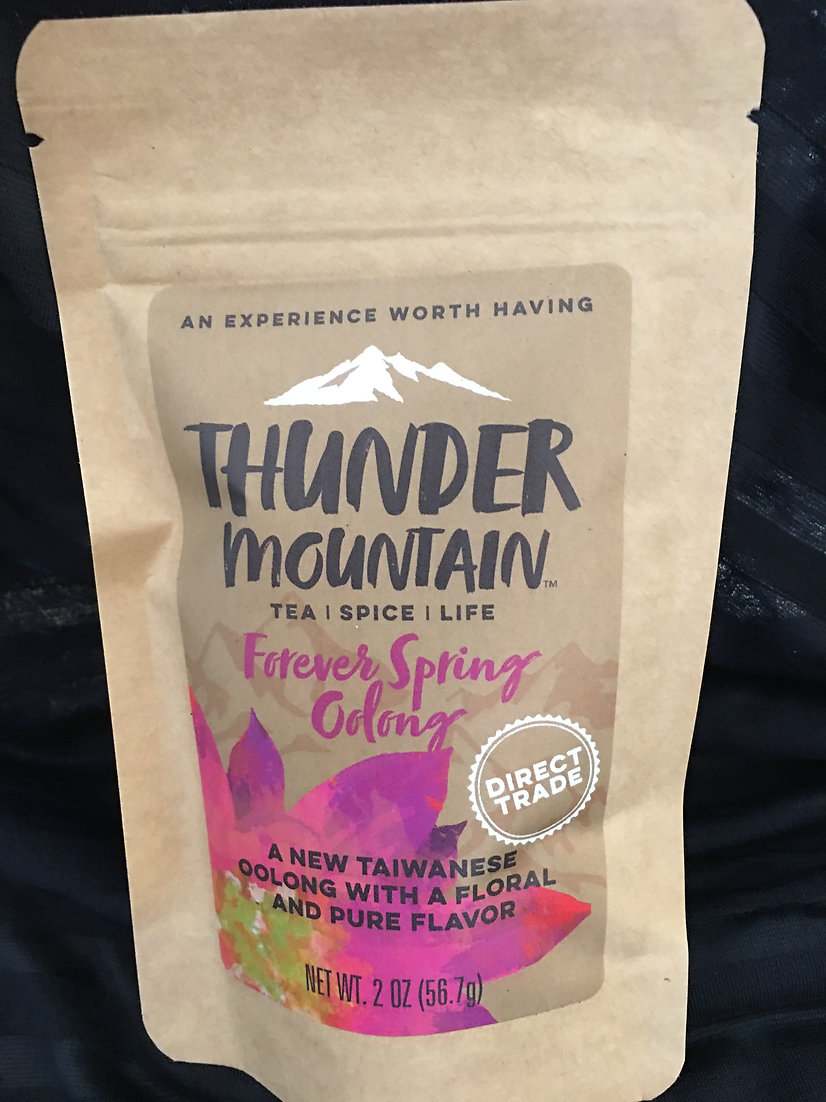 AN EXPERIENCE WORTH HAVING
THUNDER
MOUNTAIN™
TEA | SPICE | LIFE
Forever Spring
Oolong
DIRECT
TRADE
A NEW TAIWANESE
OOLONG WITH A FLORAL
AND PURE FLAVOR
NET WT. 2 OZ (56.7g)